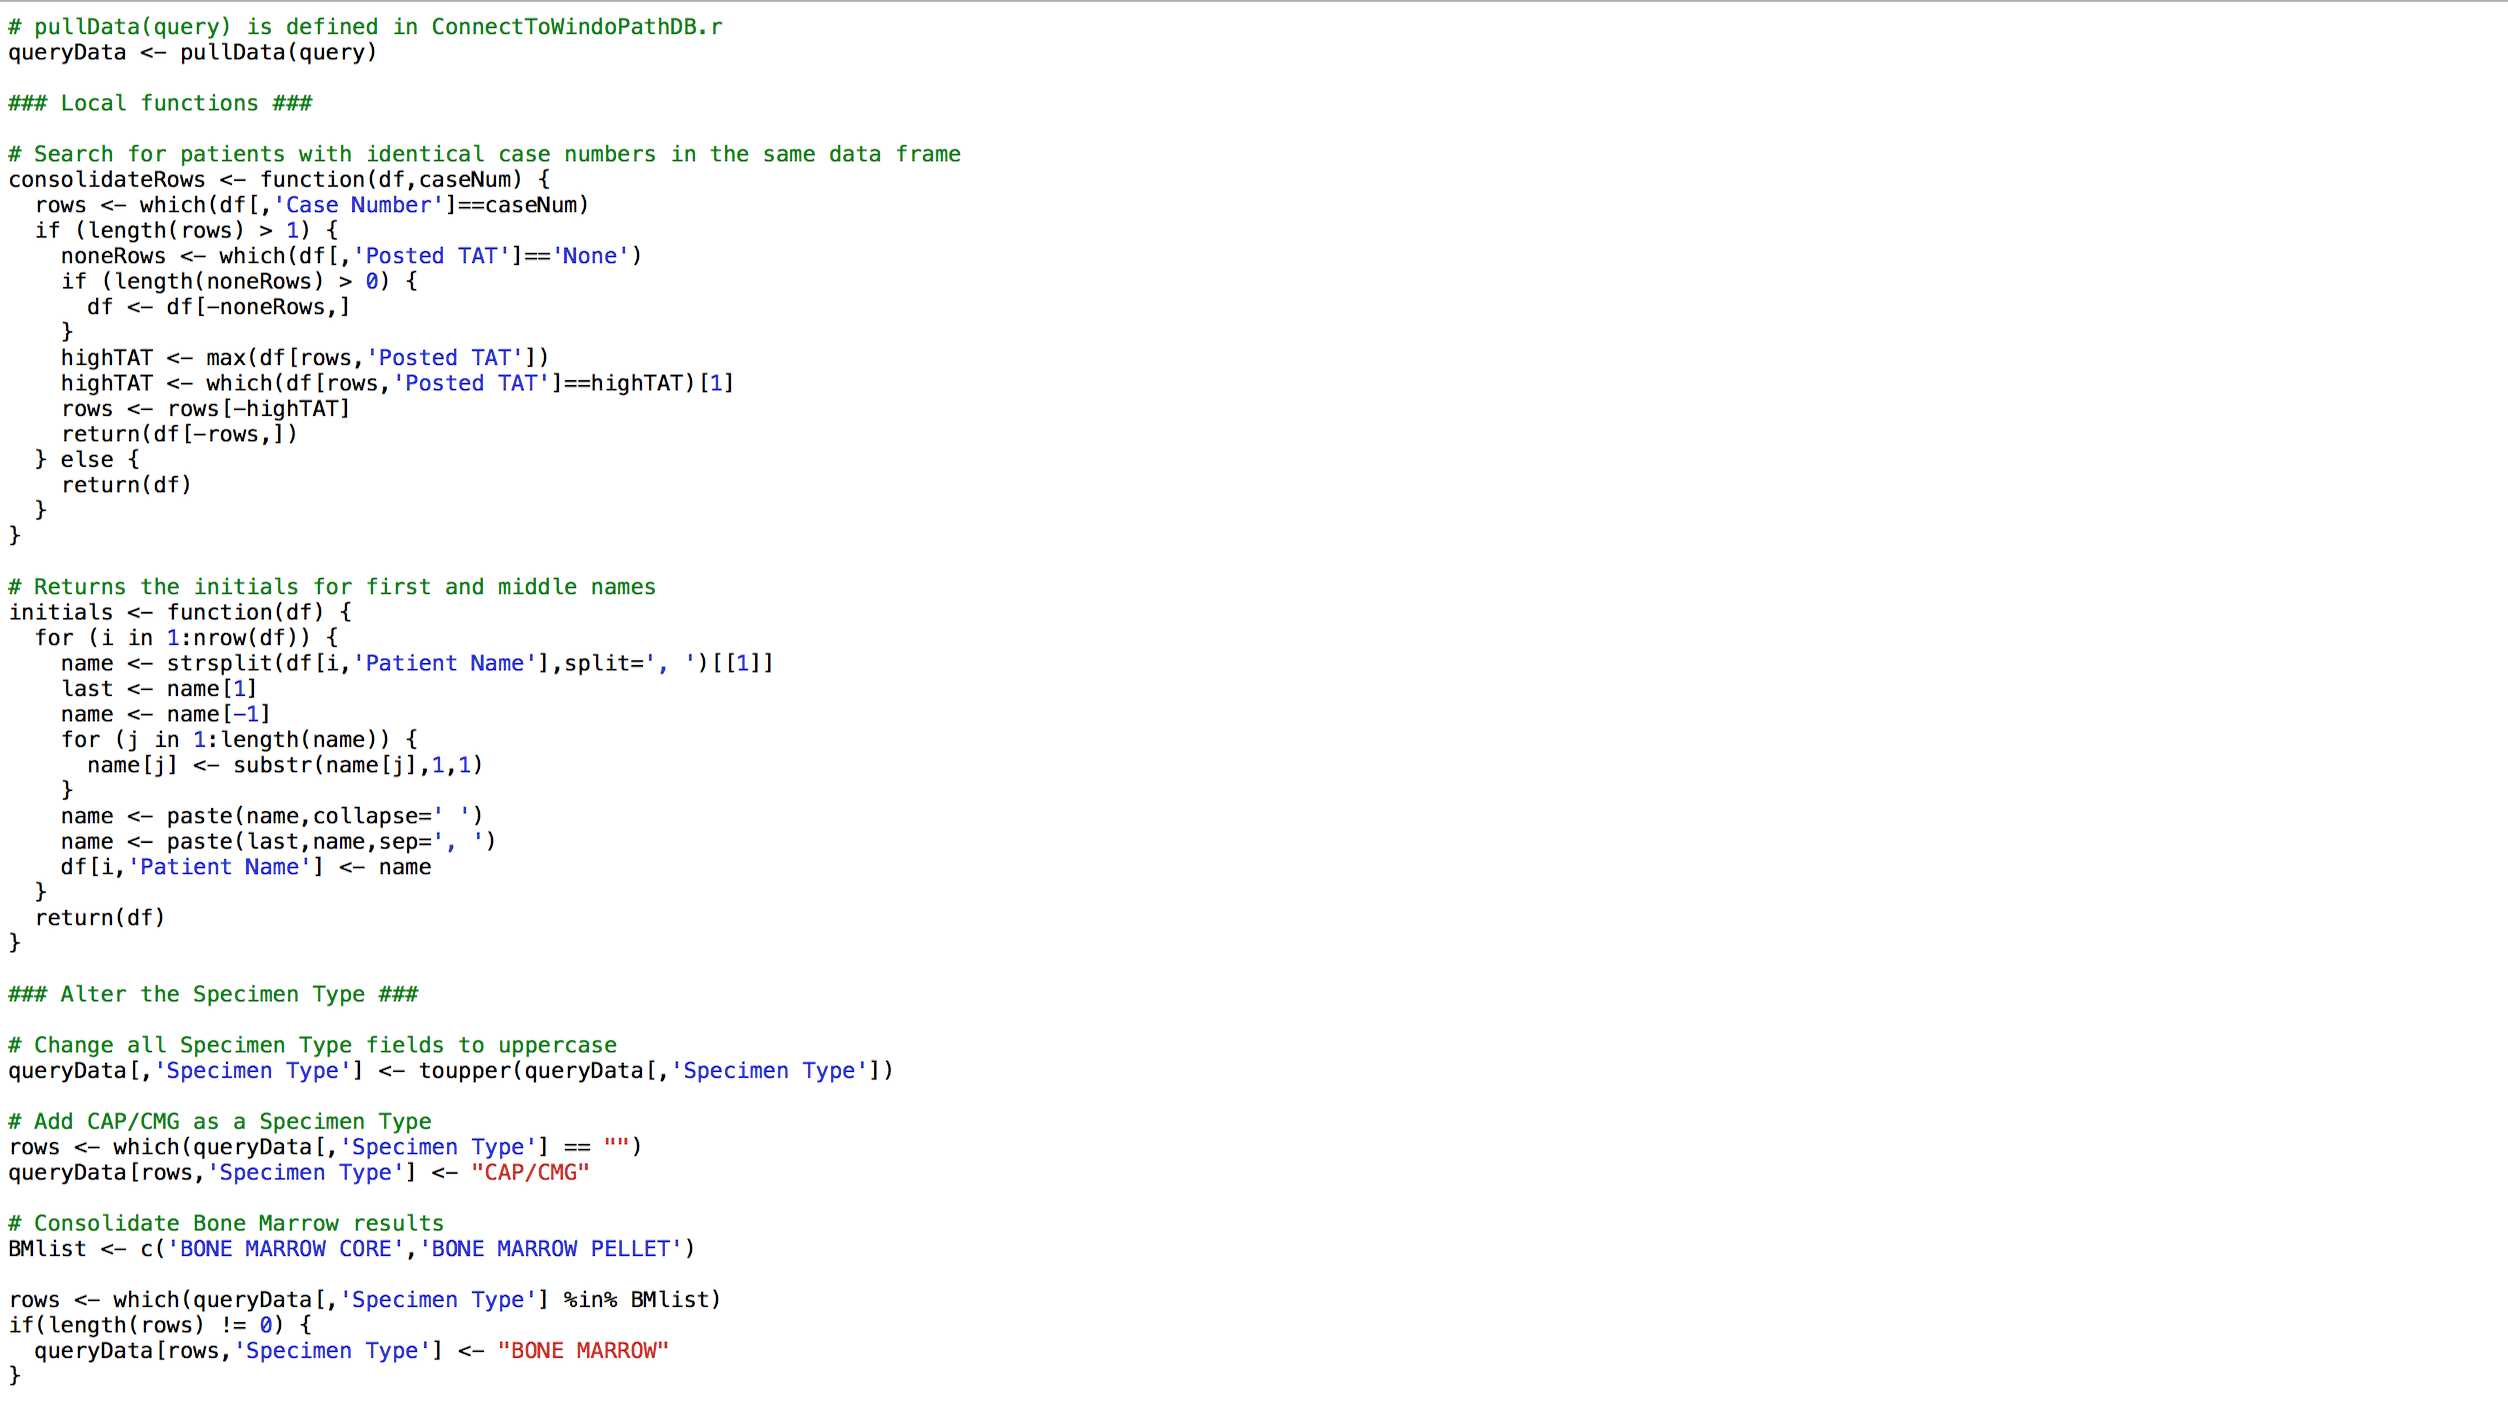 # pullData(query) is defined in ConnectToWindoPathDB.r
queryData <- pullData(query)
### Local functions ###
# Search for patients with identical case numbers in the same data frame
consolidateRows <- function(df,caseNum) {
  rows <- which(df[,'Case Number']==caseNum)
  if (length(rows) > 1) {
    noneRows <- which(df[,'Posted TAT']=='None')
    if (length(noneRows) > 0) {
      df <- df[-noneRows,]
    }
    highTAT <- max(df[rows,'Posted TAT'])
    highTAT <- which(df[rows,'Posted TAT']==highTAT)[1]
    rows <- rows[-highTAT]
    return(df[-rows,])
  } else {
    return(df)
  }
}
# Returns the initials for first and middle names
initials <- function(df) {
  for (i in 1:nrow(df)) {
    name <- strsplit(df[i,'Patient Name'],split=', ')[[1]]
    last <- name[1]
    name <- name[-1]
    for (j in 1:length(name)) {
      name[j] <- substr(name[j],1,1)
    }
    name <- paste(name,collapse=' ')
    name <- paste(last,name,sep=', ')
    df[i,'Patient Name'] <- name
  }
  return(df)
}
### Alter the Specimen Type ###
# Change all Specimen Type fields to uppercase
queryData[,'Specimen Type'] <- toupper(queryData[,'Specimen Type'])
# Add CAP/CMG as a Specimen Type
rows <- which(queryData[,'Specimen Type'] == "")
queryData[rows,'Specimen Type'] <- "CAP/CMG"
# Consolidate Bone Marrow results
BMlist <- c('BONE MARROW CORE','BONE MARROW PELLET')
rows <- which(queryData[,'Specimen Type'] %in% BMlist)
if(length(rows) != 0) {
  queryData[rows,'Specimen Type'] <- "BONE MARROW"
}